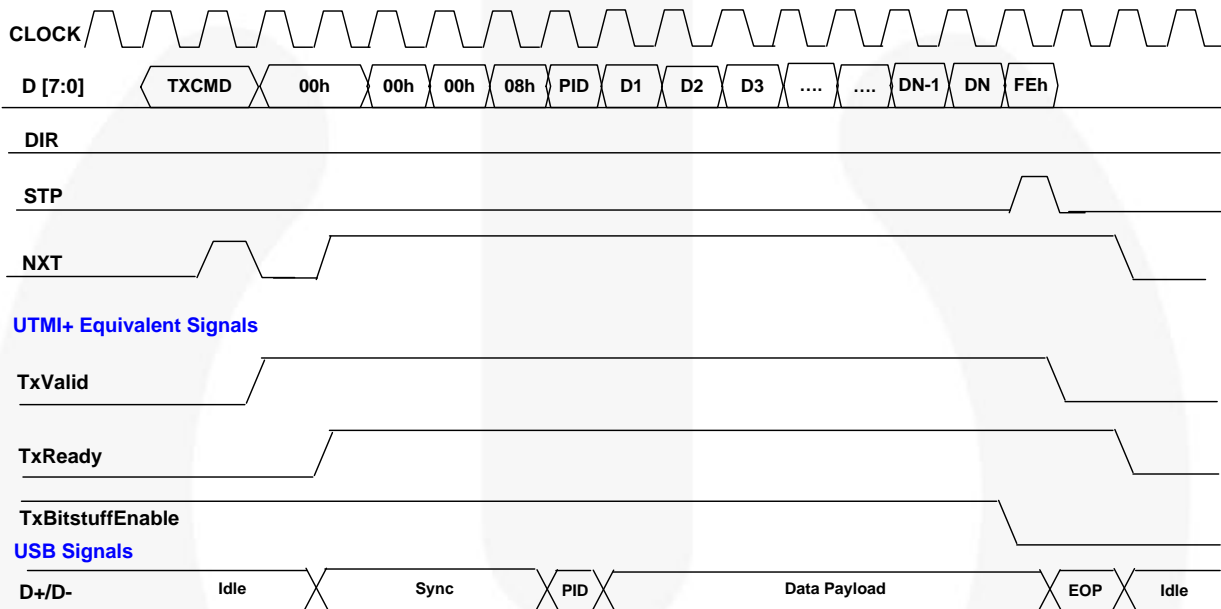 CLOCK
D [7:0] TXCMD 00h 00h 00h 08h PID D1 D2 D3 .... .... DN-1 DN FEh
DIR
STP
NXT
UTMI+ Equivalent Signals
TxValid
TxReady
TxBitstuffEnable
USB Signals
D+/D- Idle Sync PID Data Payload EOP Idle